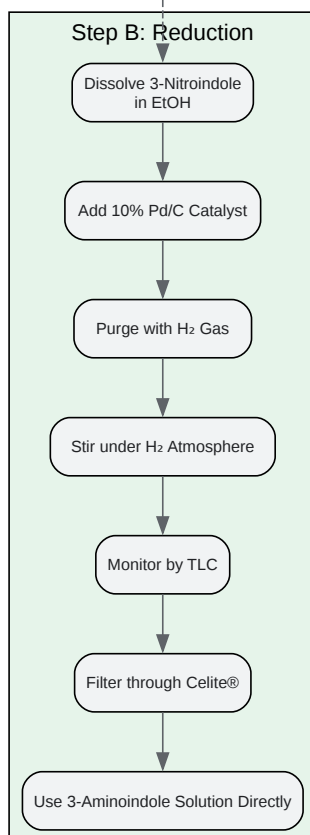 Step B: Reduction
Dissolve 3-Nitroindole
in EtOH
Add 10% Pd/C Catalyst
Purge with H₂ Gas
Stir under H₂ Atmosphere
Monitor by TLC
Filter through Celite®
Use 3-Aminoindole Solution Directly